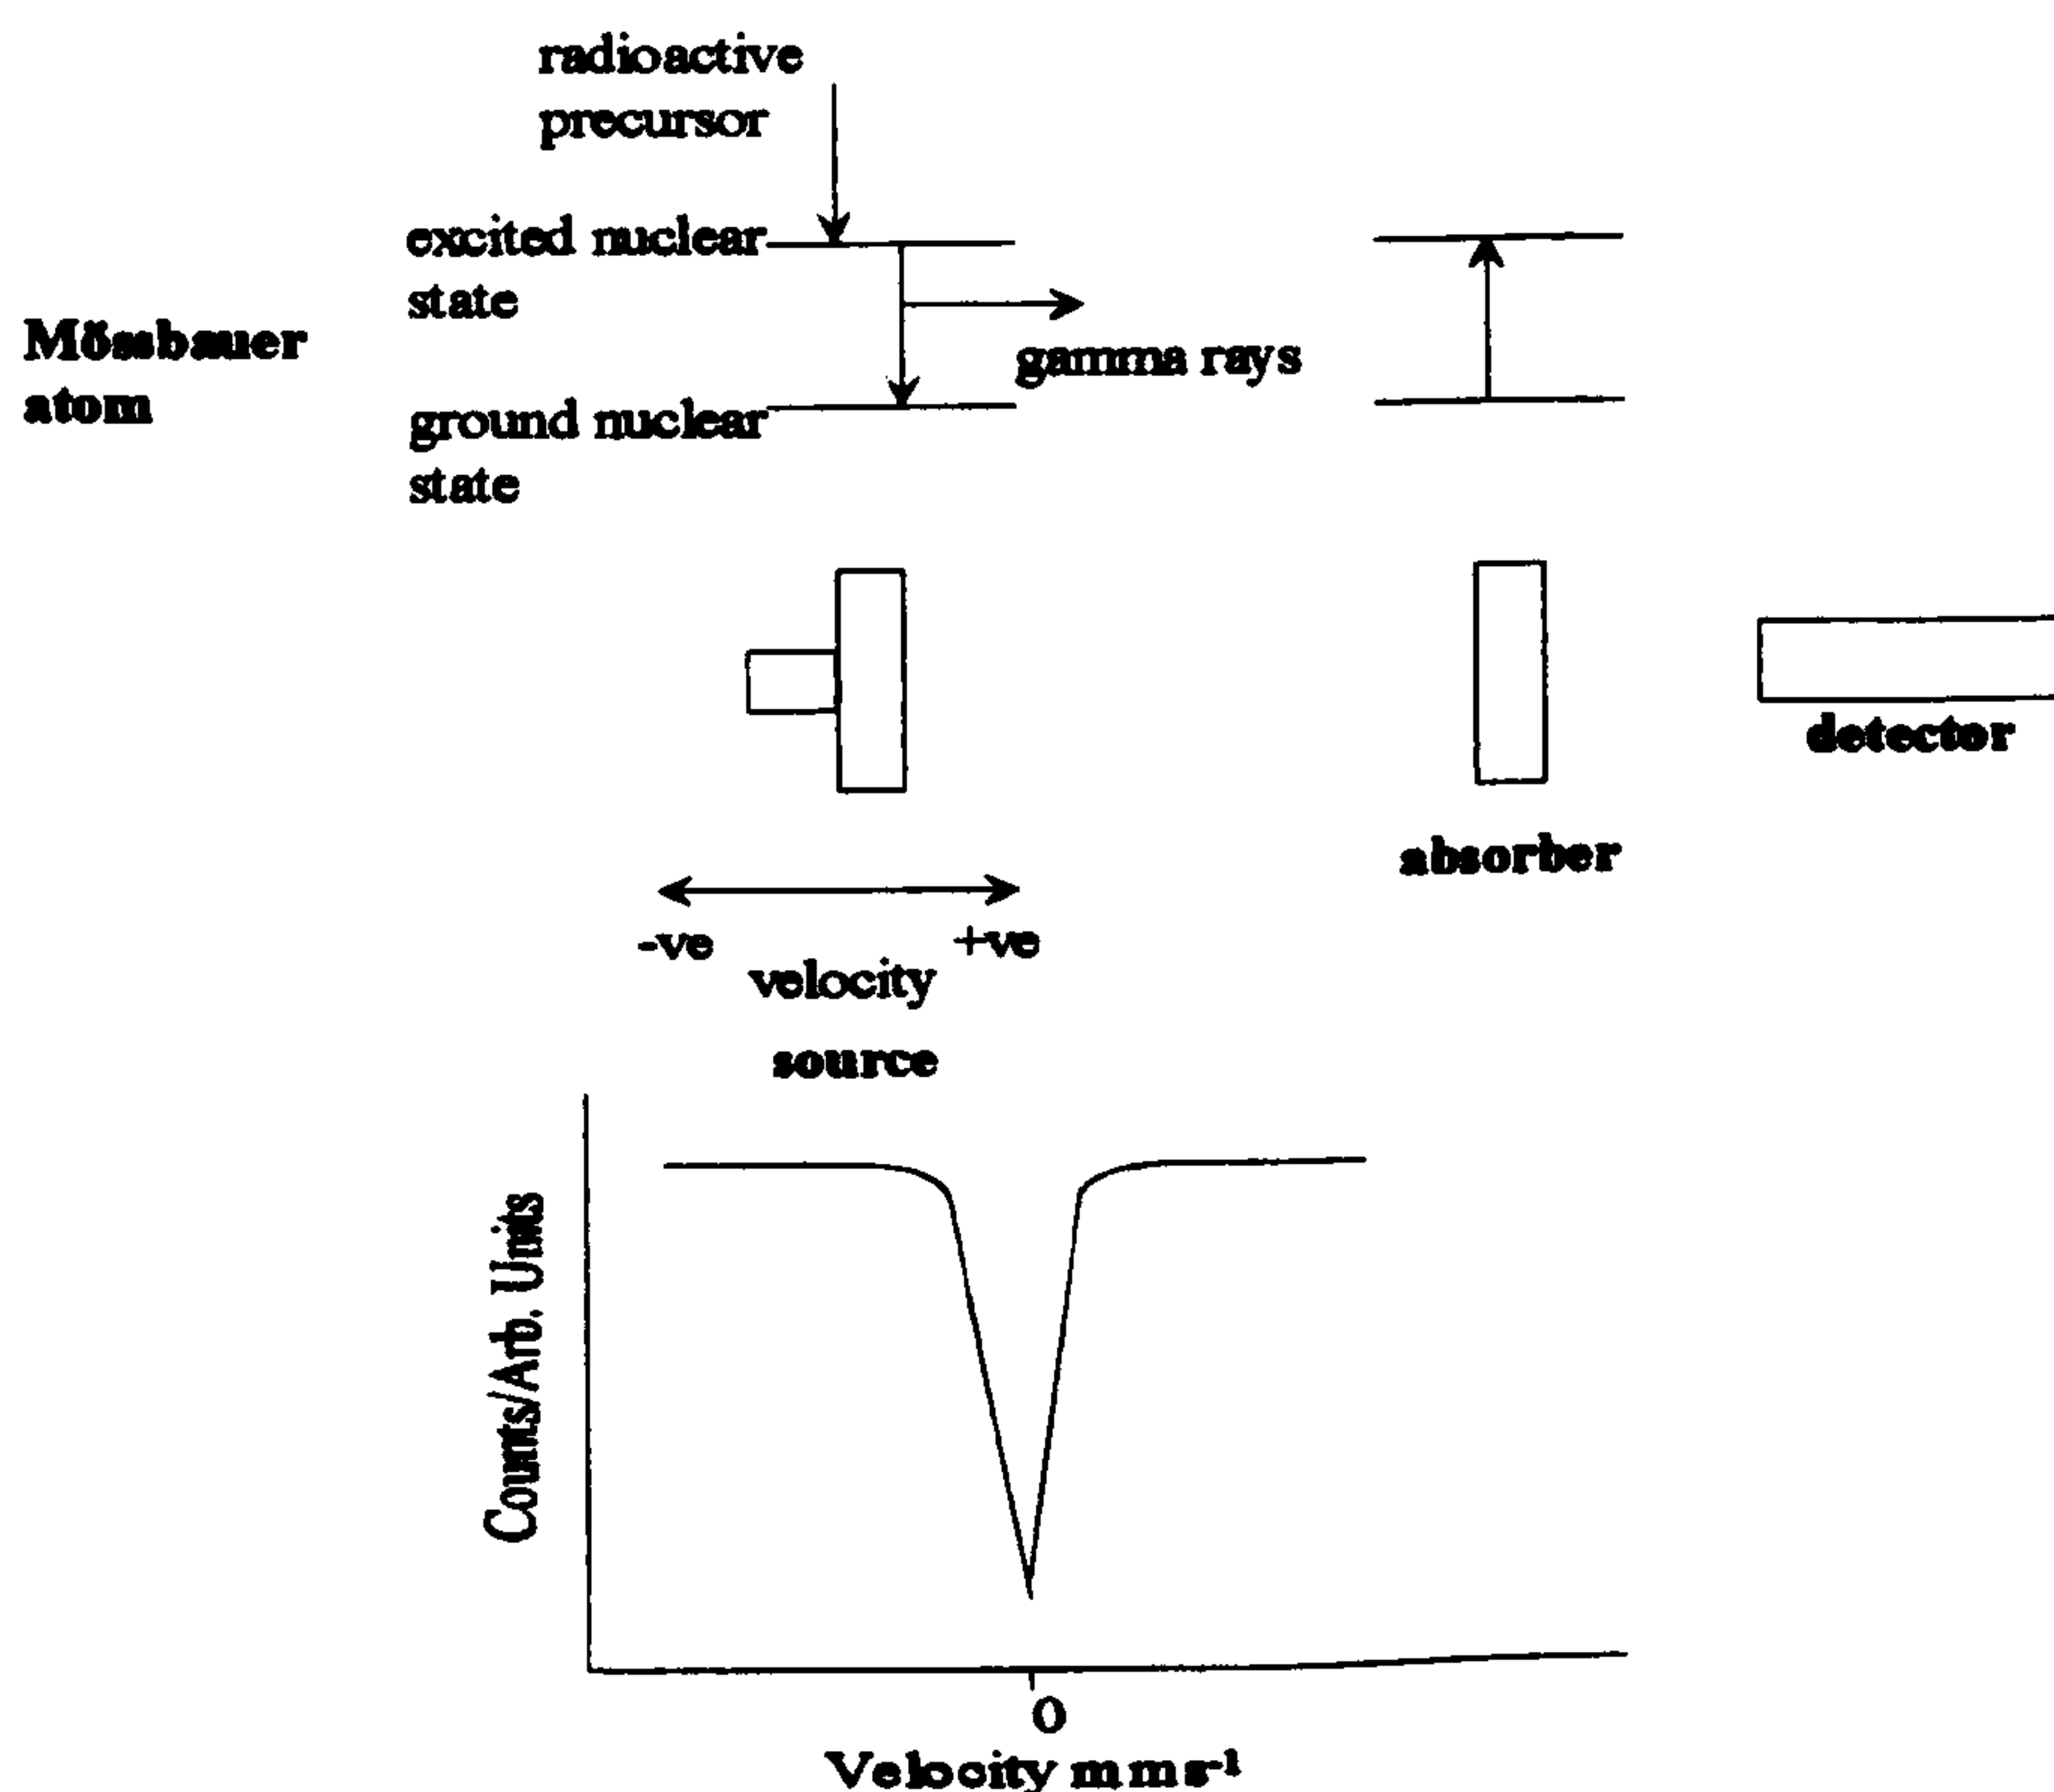 radioactive
precursor
excited nuclear
state
Mössbauer
atom
gamma rays
ground nuclear
state
detector
absorber
-ve
+ve
velocity
source
Counts/Arb. Units
0
Velocity mms⁻¹